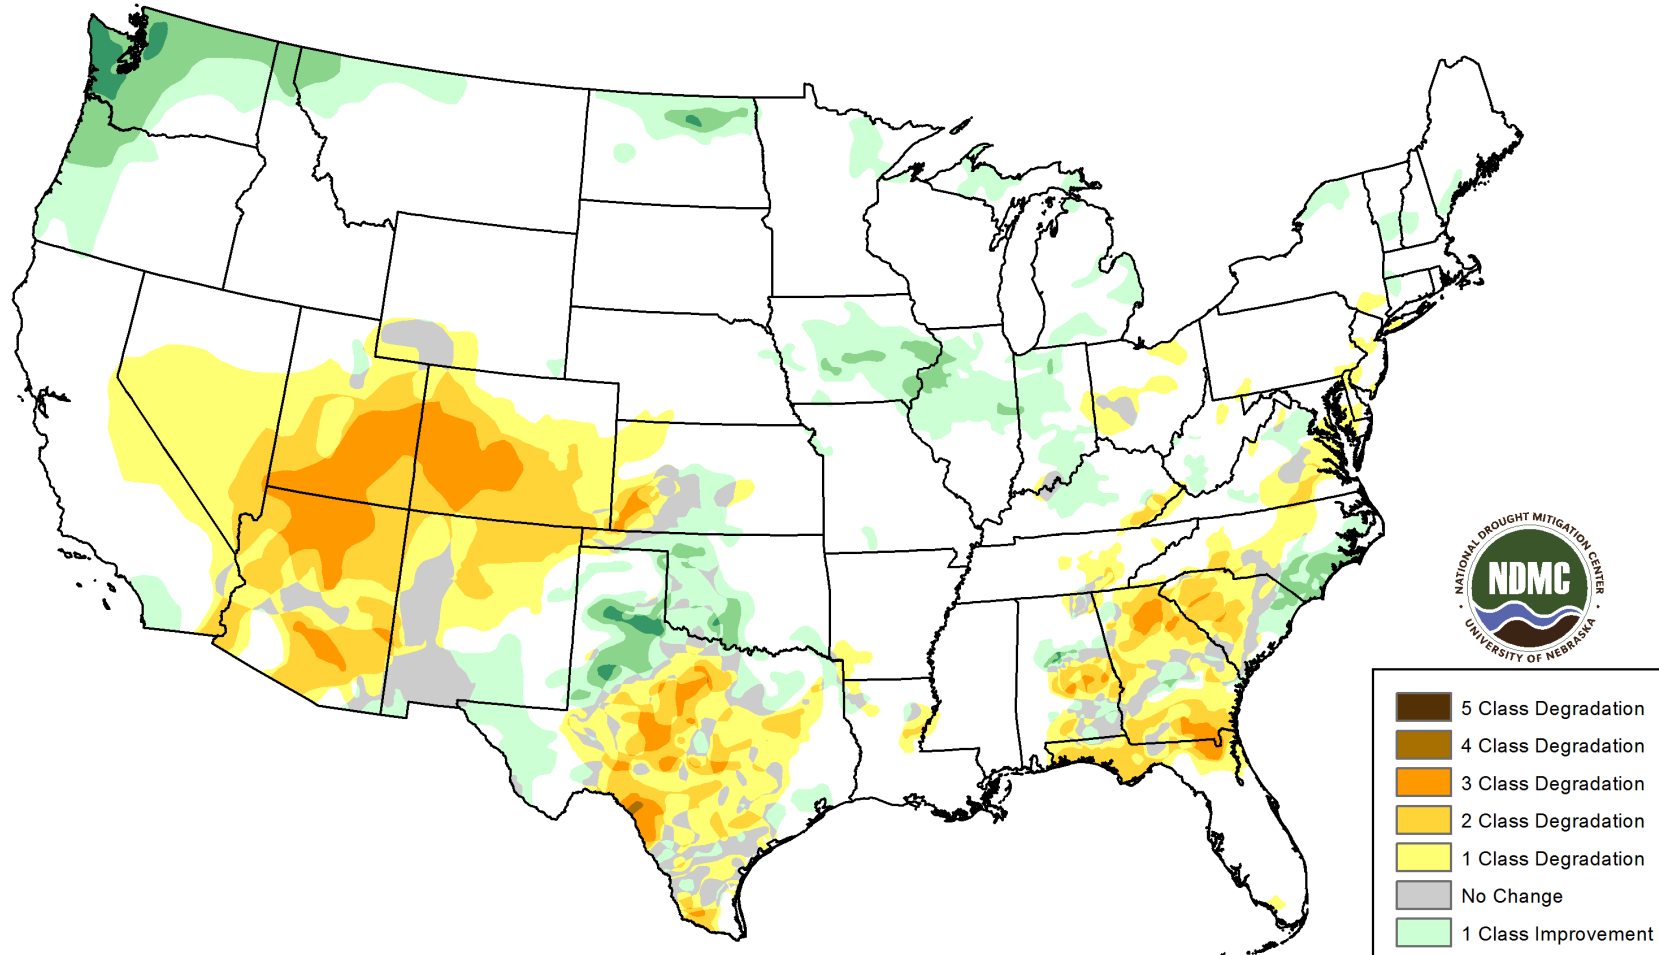 NATIONAL DROUGHT MITIGATION CENTER
NDMC
UNIVERSITY OF NEBRASKA
5 Class Degradation
4 Class Degradation
3 Class Degradation
2 Class Degradation
1 Class Degradation
No Change
1 Class Improvement